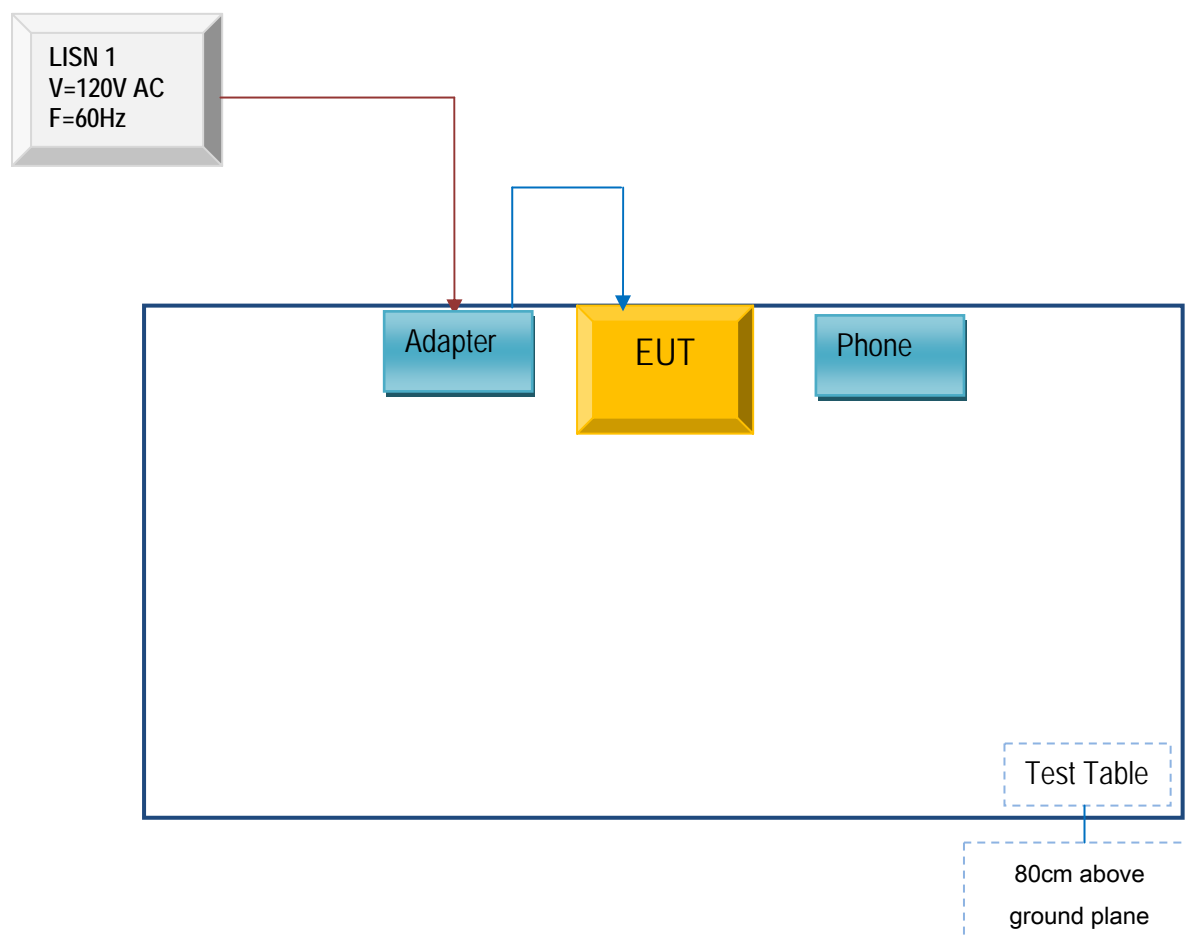 LISN 1
V=120V AC
F=60Hz
Adapter
EUT
Phone
Test Table
80cm above
ground plane